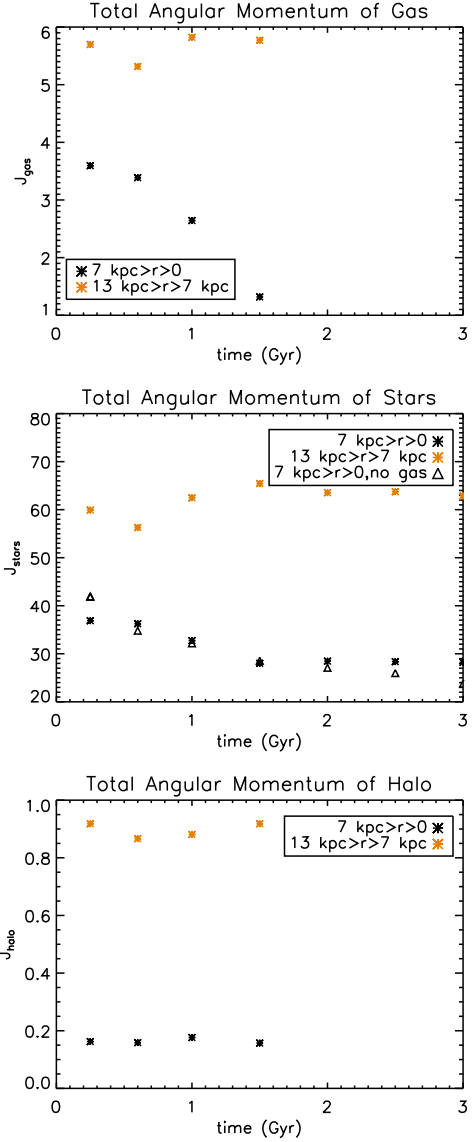 Total Angular Momentum of Gas
6
5
4
3
2
1
J gas
7 kpc>r>0
13 kpc>r>7 kpc
0 1 2 3
time (Gyr)
Total Angular Momentum of Stars
80
70
60
50
40
30
20
J stars
7 kpc>r>0
13 kpc>r>7 kpc
7 kpc>r>0,no gas
0 1 2 3
time (Gyr)
Total Angular Momentum of Halo
1.0
0.8
0.6
0.4
0.2
0.0
J halo
7 kpc>r>0
13 kpc>r>7 kpc
0 1 2 3
time (Gyr)